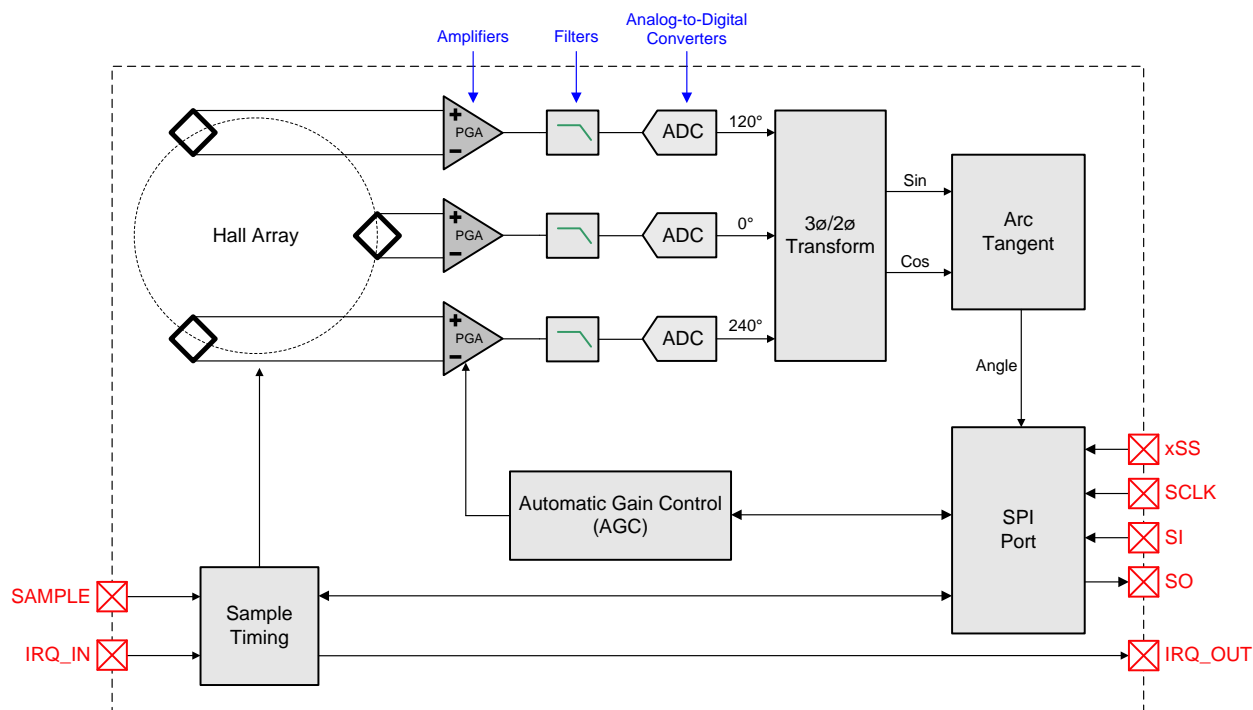 Amplifiers
Filters
Analog-to-Digital
Converters
+
PGA
−
ADC
120°
Hall Array
+
PGA
−
ADC
0°
+
PGA
−
ADC
240°
3ø/2ø
Transform
Sin
Cos
Arc
Tangent
Angle
Automatic Gain Control
(AGC)
SPI
Port
xSS
SCLK
SI
SO
SAMPLE
IRQ_IN
Sample
Timing
IRQ_OUT